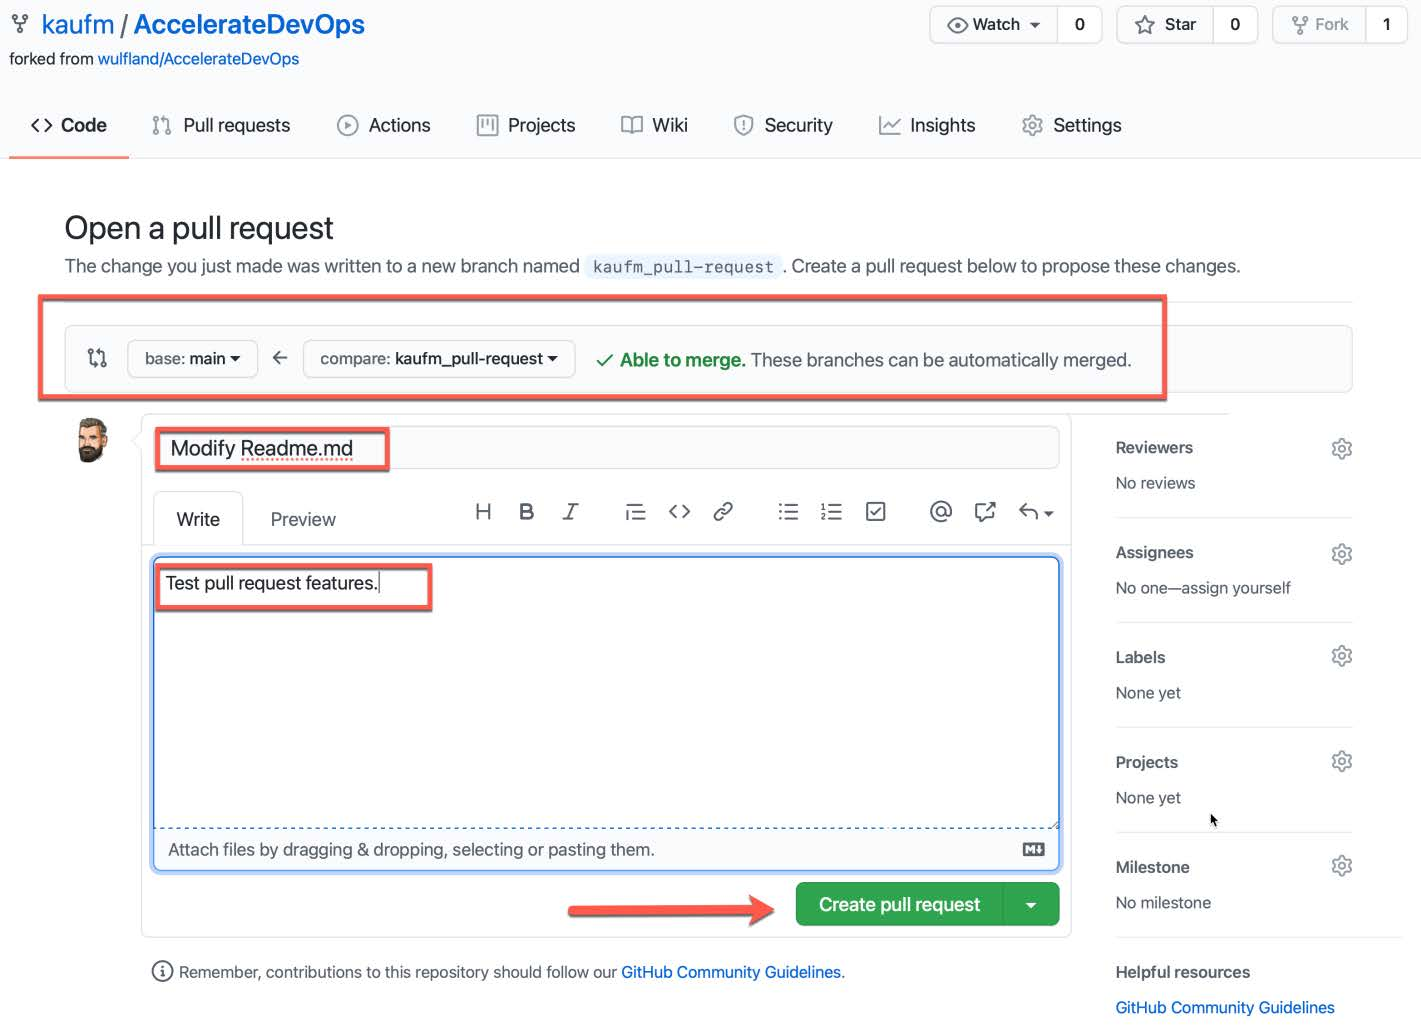 kaufm / AccelerateDevOps
Watch 0 Star 0 Fork 1
forked from wulfland/AccelerateDevOps
Code Pull requests Actions Projects Wiki Security Insights Settings
Open a pull request
The change you just made was written to a new branch named kaufm_pull-request. Create a pull request below to propose these changes.
base: main compare: kaufm_pull-request Able to merge. These branches can be automatically merged.
Modify Readme.md
Write Preview
Test pull request features.
Attach files by dragging & dropping, selecting or pasting them.
Create pull request
Remember, contributions to this repository should follow our GitHub Community Guidelines.
Reviewers
No reviews
Assignees
No one—assign yourself
Labels
None yet
Projects
None yet
Milestone
No milestone
Helpful resources
GitHub Community Guidelines